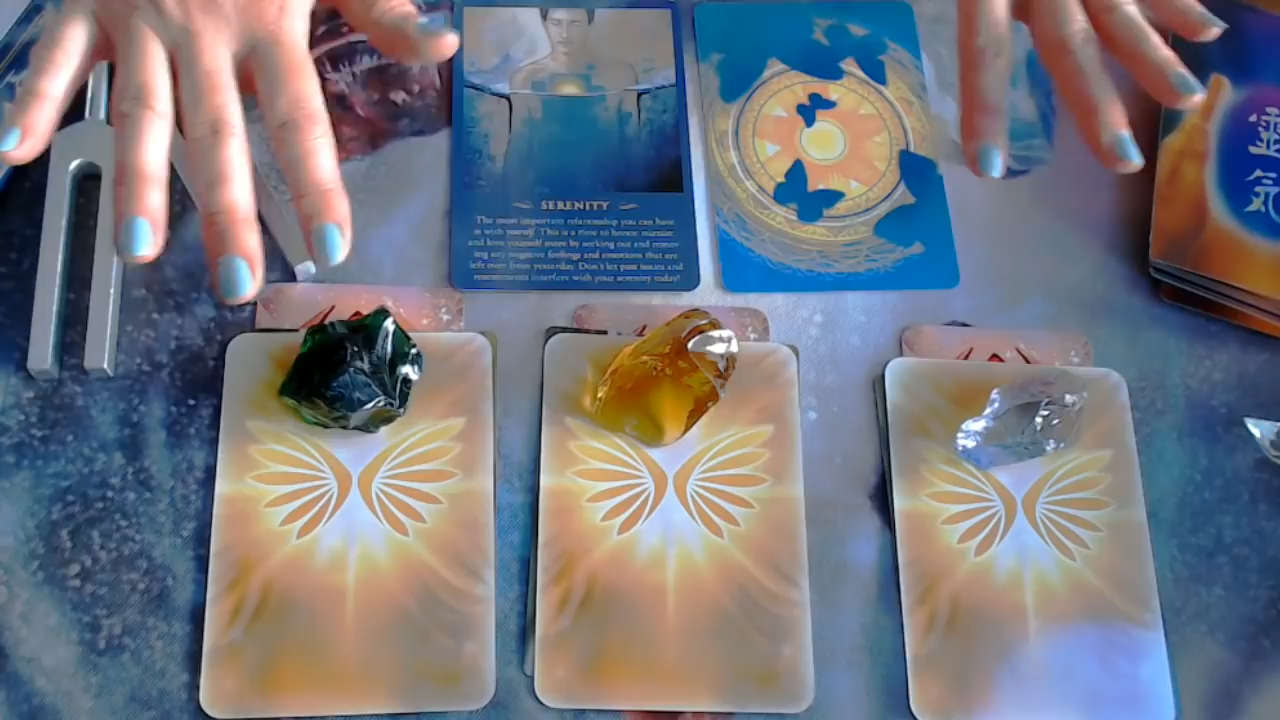 SERENITY
The most important relationship you can have
is with yourself. This is a time to honor, nurture
and love yourself more by seeking out and remov-
ing any negative feelings and emotions that are
left over from yesterday. Don't let past issues and
resentments interfere with your serenity today!
靈
気